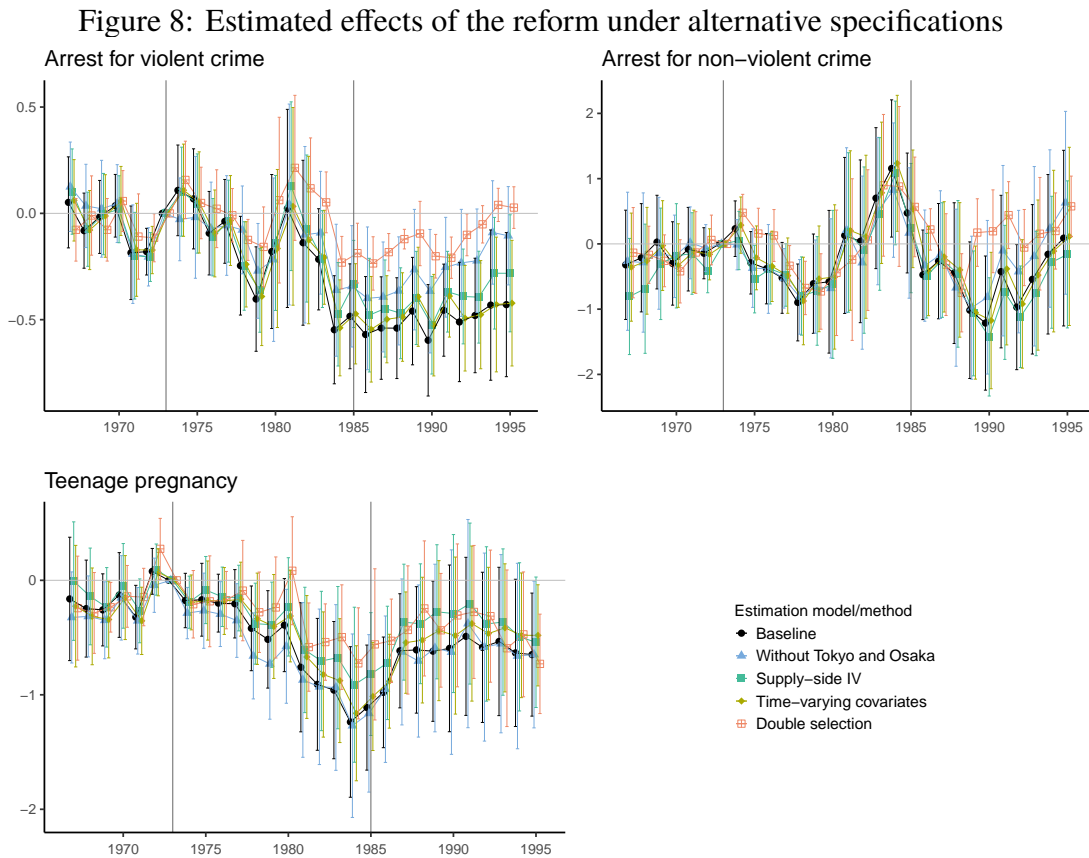 Figure 8: Estimated effects of the reform under alternative specifications
Arrest for violent crime
0.5
0.0
−0.5
1970 1975 1980 1985 1990 1995
Arrest for non−violent crime
2
1
0
−1
−2
1970 1975 1980 1985 1990 1995
Teenage pregnancy
0
−1
−2
1970 1975 1980 1985 1990 1995
Estimation model/method
Baseline
Without Tokyo and Osaka
Supply−side IV
Time−varying covariates
Double selection